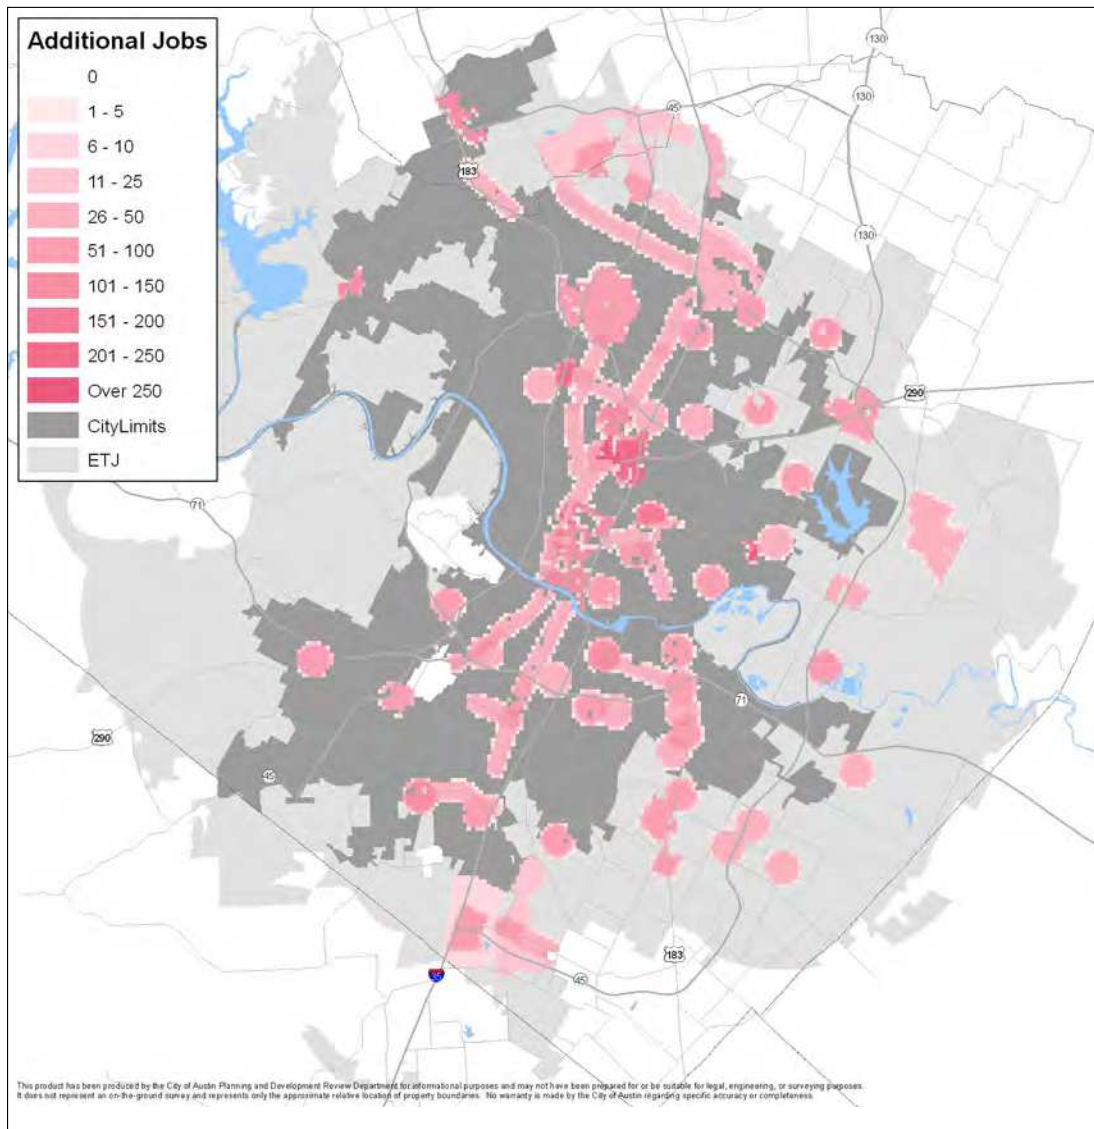 Additional Jobs
0
1 - 5
6 - 10
11 - 25
26 - 50
51 - 100
101 - 150
151 - 200
201 - 250
Over 250
CityLimits
ETJ
130
130
45
183
130
290
71
71
290
45
183
45
35
This product has been produced by the City of Austin Planning and Development Review Department for informational purposes and may not have been prepared for or be suitable for legal, engineering, or surveying purposes.
It does not represent an on-the-ground survey and represents only the approximate relative location of property boundaries. No warranty is made by the City of Austin regarding specific accuracy or completeness.